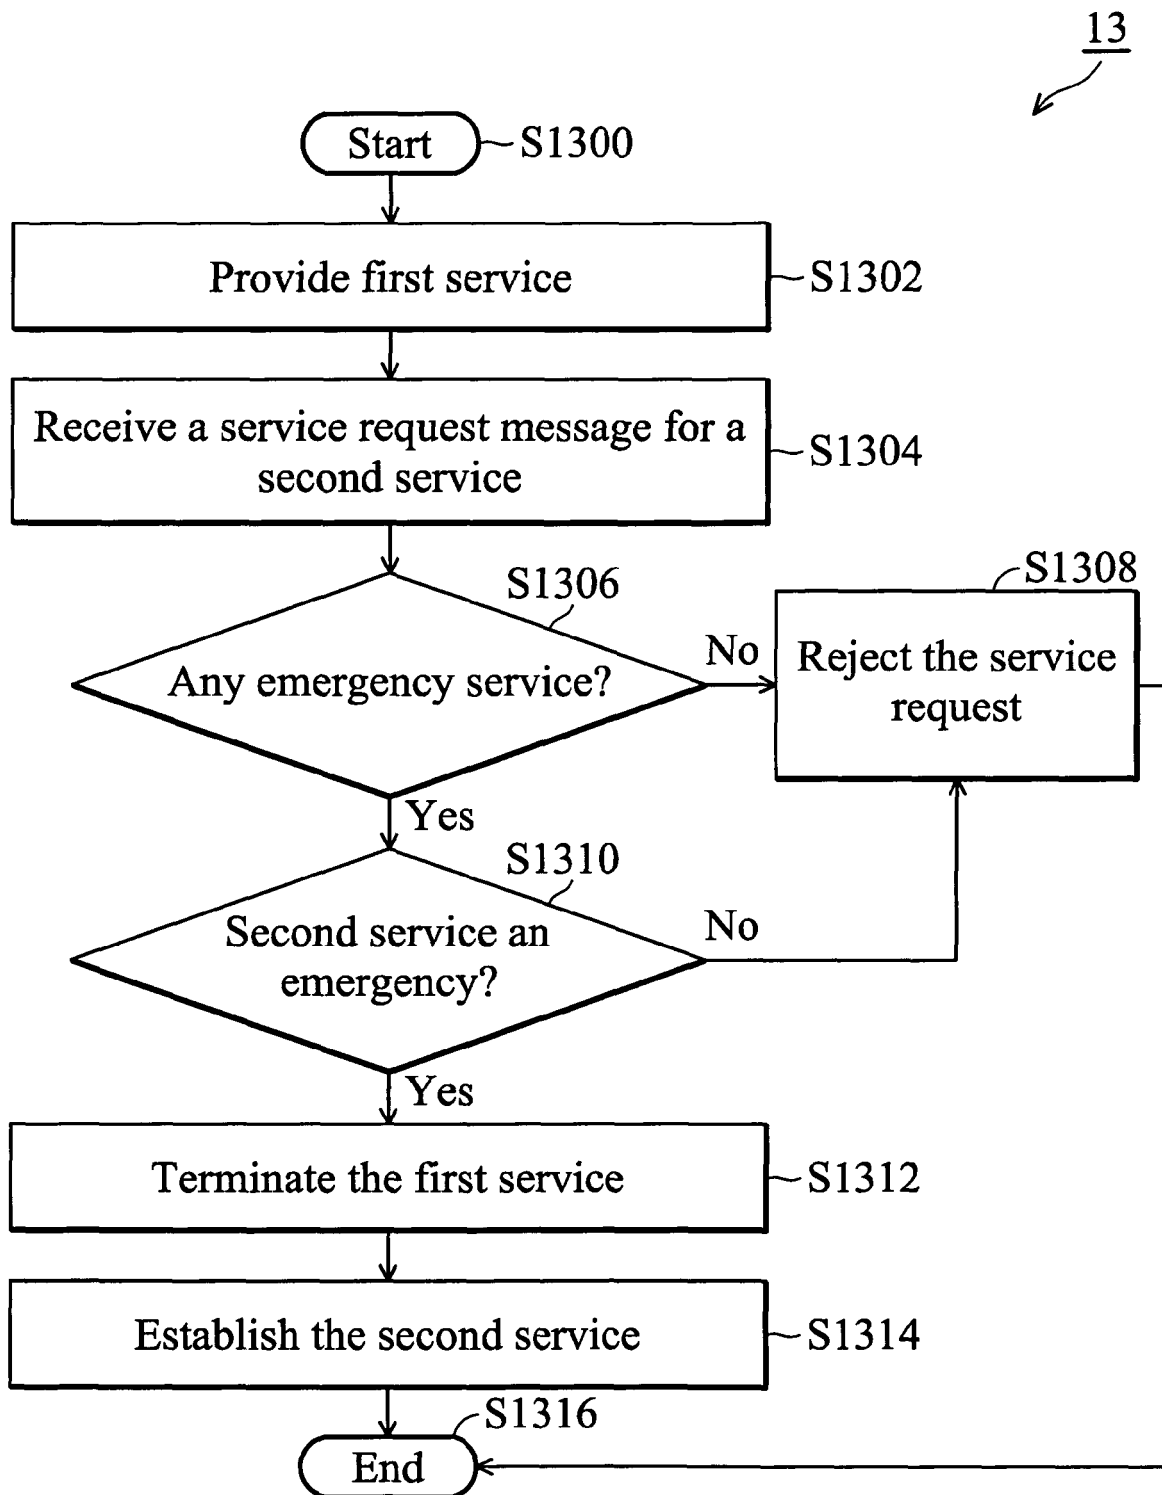 13
Start
S1300
Provide first service
S1302
Receive a service request message for a
second service
S1304
S1306
Any emergency service?
No
S1308
Reject the service
request
Yes
S1310
Second service an
emergency?
No
Yes
Terminate the first service
S1312
Establish the second service
S1314
S1316
End